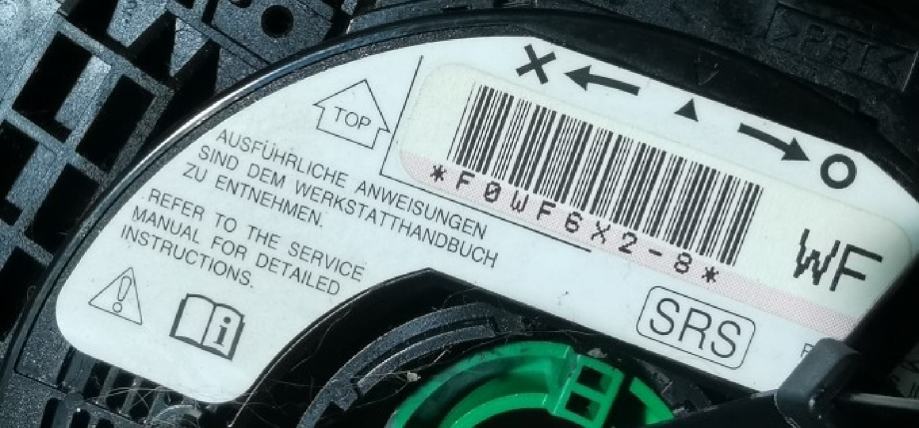 TOP
AUSFÜHRLICHE ANWEISUNGEN
SIND DEM WERKSTATTHANDBUCH
ZU ENTNEHMEN.
REFER TO THE SERVICE
MANUAL FOR DETAILED
INSTRUCTIONS.
*F0WF6X2-8*
WF
SRS
>PBT<